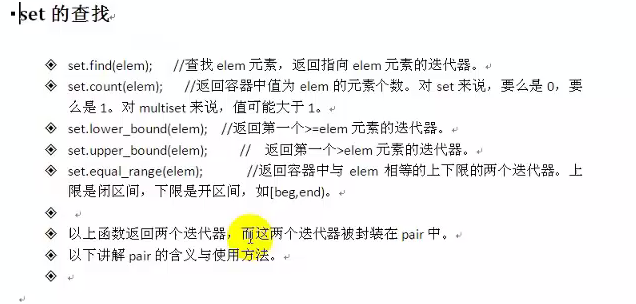 set 的查找
set.find(elem); //查找 elem 元素，返回指向 elem 元素的迭代器。
set.count(elem); //返回容器中值为 elem 的元素个数。对 set 来说，要么是 0，要
么是 1。对 multiset 来说，值可能大于 1。
set.lower_bound(elem); //返回第一个>=elem 元素的迭代器。
set.upper_bound(elem); // 返回第一个>elem 元素的迭代器。
set.equal_range(elem); //返回容器中与 elem 相等的上下限的两个迭代器。上
限是闭区间，下限是开区间，如[beg,end)。
以上函数返回两个迭代器，而这两个迭代器被封装在 pair 中。
以下讲解 pair 的含义与使用方法。